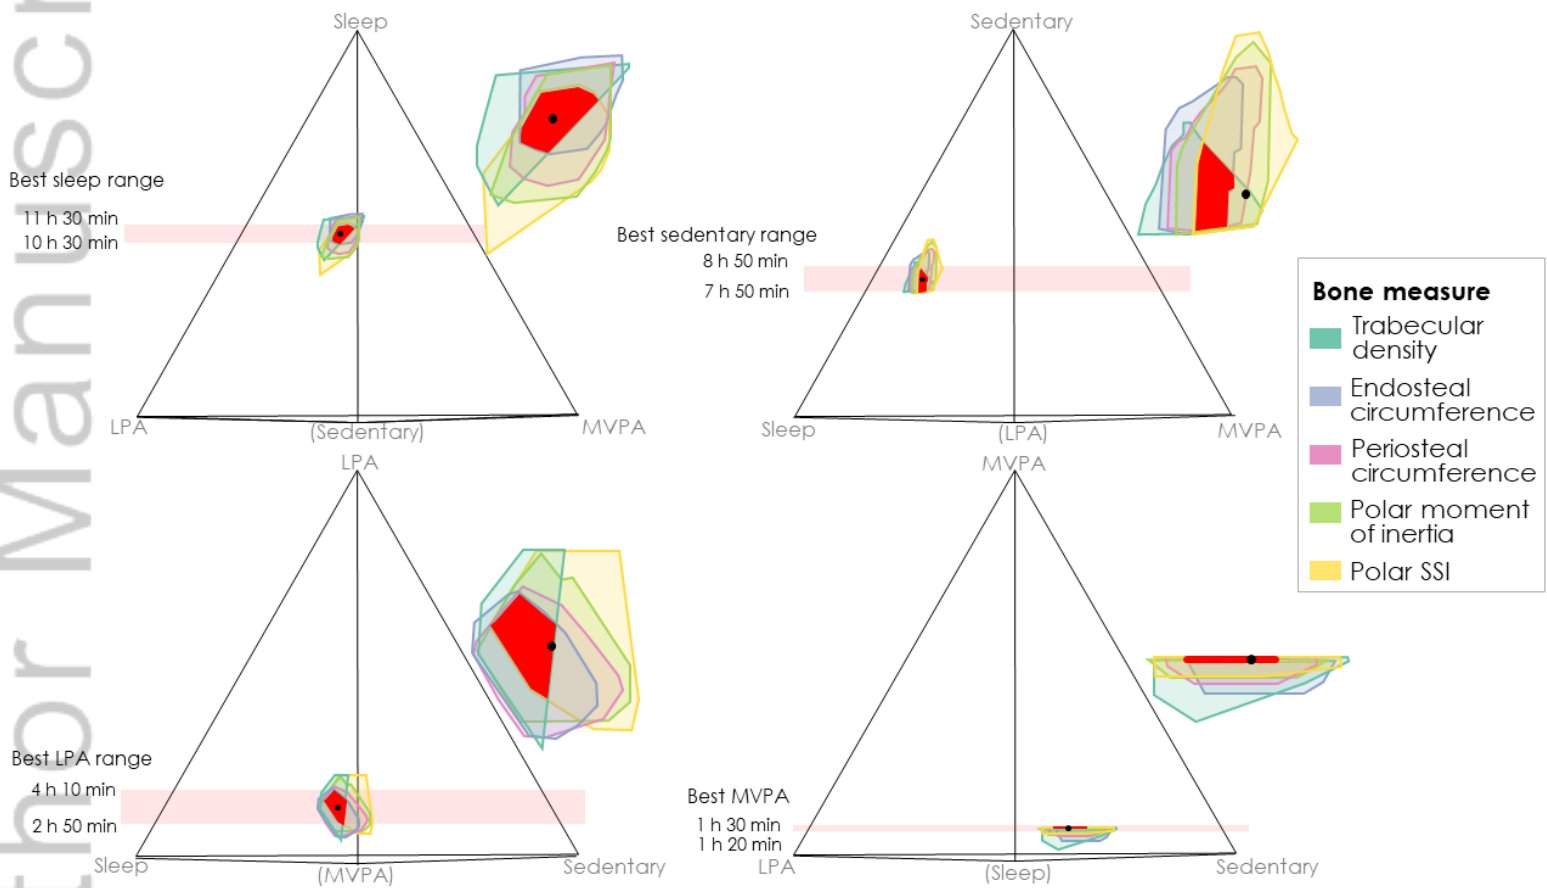 thor Manuscr
Sleep
Best sleep range
11 h 30 min
10 h 30 min
LPA
(Sedentary)
MVPA
Sedentary
Best sedentary range
8 h 50 min
7 h 50 min
Sleep
(LPA)
MVPA
Bone measure
Trabecular
density
Endosteal
circumference
Periosteal
circumference
Polar moment
of inertia
Polar SSI
LPA
Best LPA range
4 h 10 min
2 h 50 min
Sleep
(MVPA)
Sedentary
MVPA
Best MVPA
1 h 30 min
1 h 20 min
LPA
(Sleep)
Sedentary